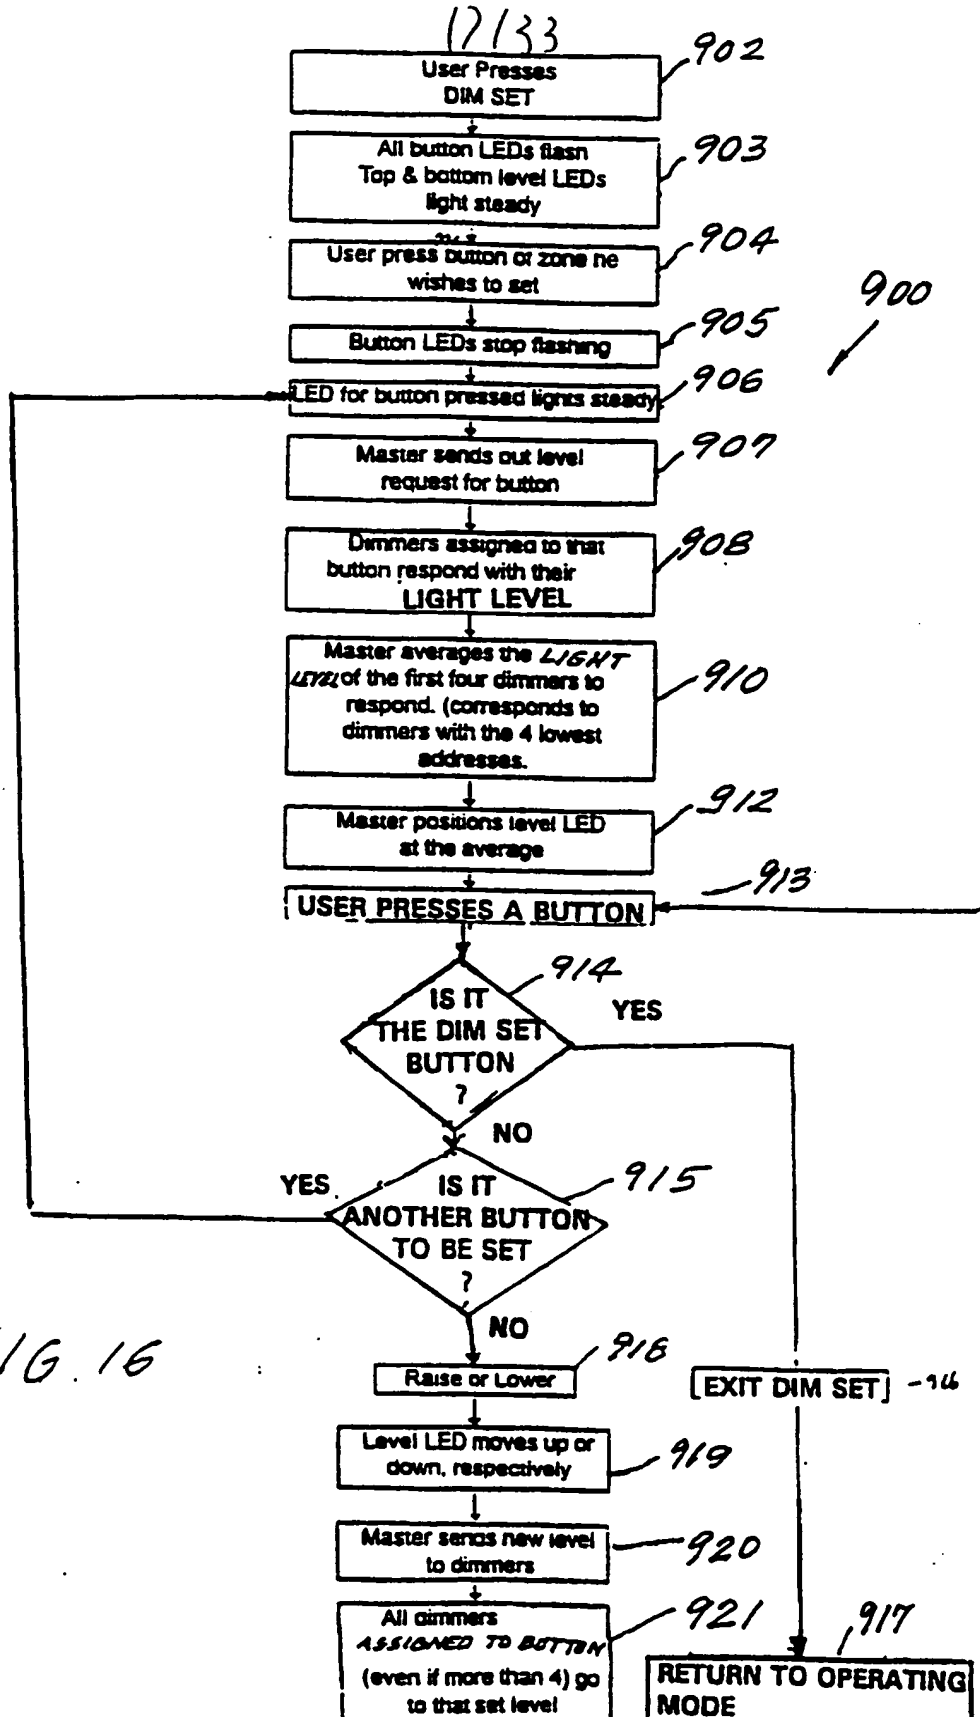 17133
User Presses
DIM SET
902
All button LEDs flash
Top & bottom level LEDs
light steady
903
User press button of zone he
wishes to set
904
900
Button LEDs stop flashing
905
LED for button pressed lights steady
906
Master sends out level
request for button
907
Dimmers assigned to that
button respond with their
LIGHT LEVEL
908
Master averages the LIGHT
LEVEL of the first four dimmers to
respond. (corresponds to
dimmers with the 4 lowest
addresses.
910
Master positions level LED
at the average
912
USER PRESSES A BUTTON
913
IS IT
THE DIM SET
BUTTON
?
914
YES
NO
IS IT
ANOTHER BUTTON
TO BE SET
?
915
YES
NO
FIG. 16
Raise or Lower
918
[EXIT DIM SET]
Level LED moves up or
down, respectively
919
Master sends new level
to dimmers
920
All dimmers
ASSIGNED TO BUTTON
(even if more than 4) go
to that set level
921
RETURN TO OPERATING
MODE
917